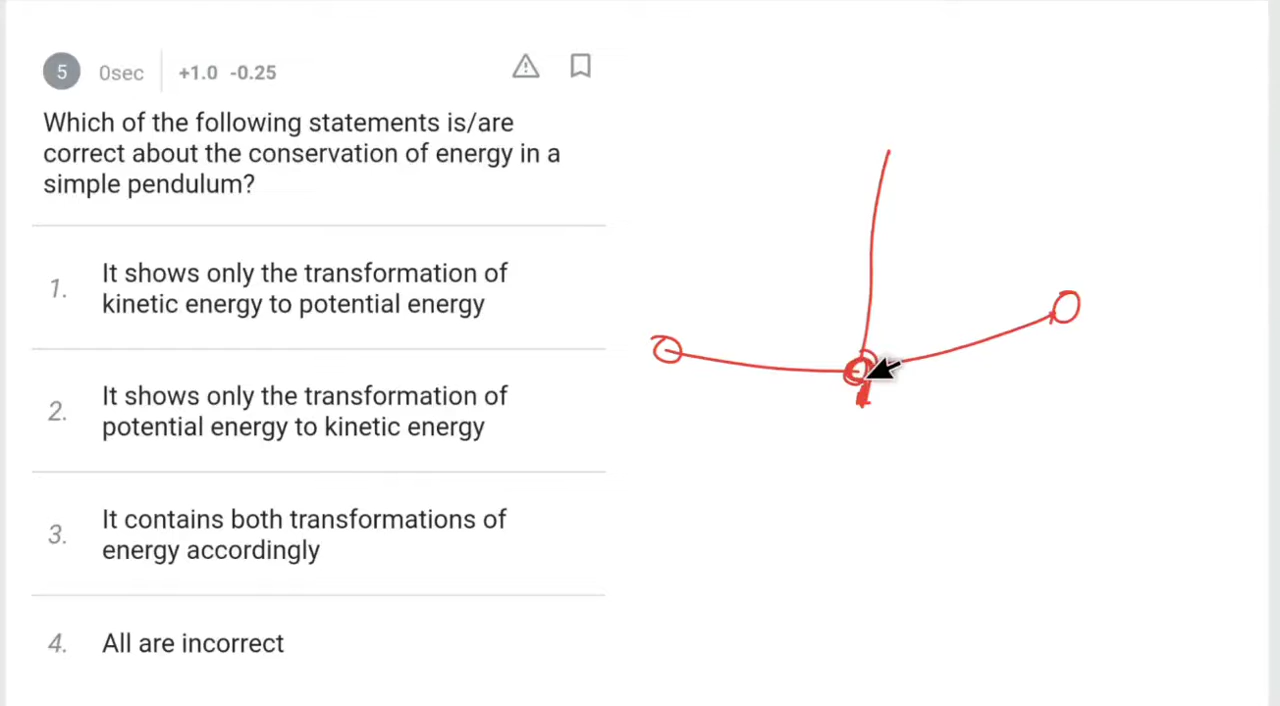 5 0sec +1.0 -0.25
Which of the following statements is/are
correct about the conservation of energy in a
simple pendulum?
1. It shows only the transformation of
kinetic energy to potential energy
2. It shows only the transformation of
potential energy to kinetic energy
3. It contains both transformations of
energy accordingly
4. All are incorrect